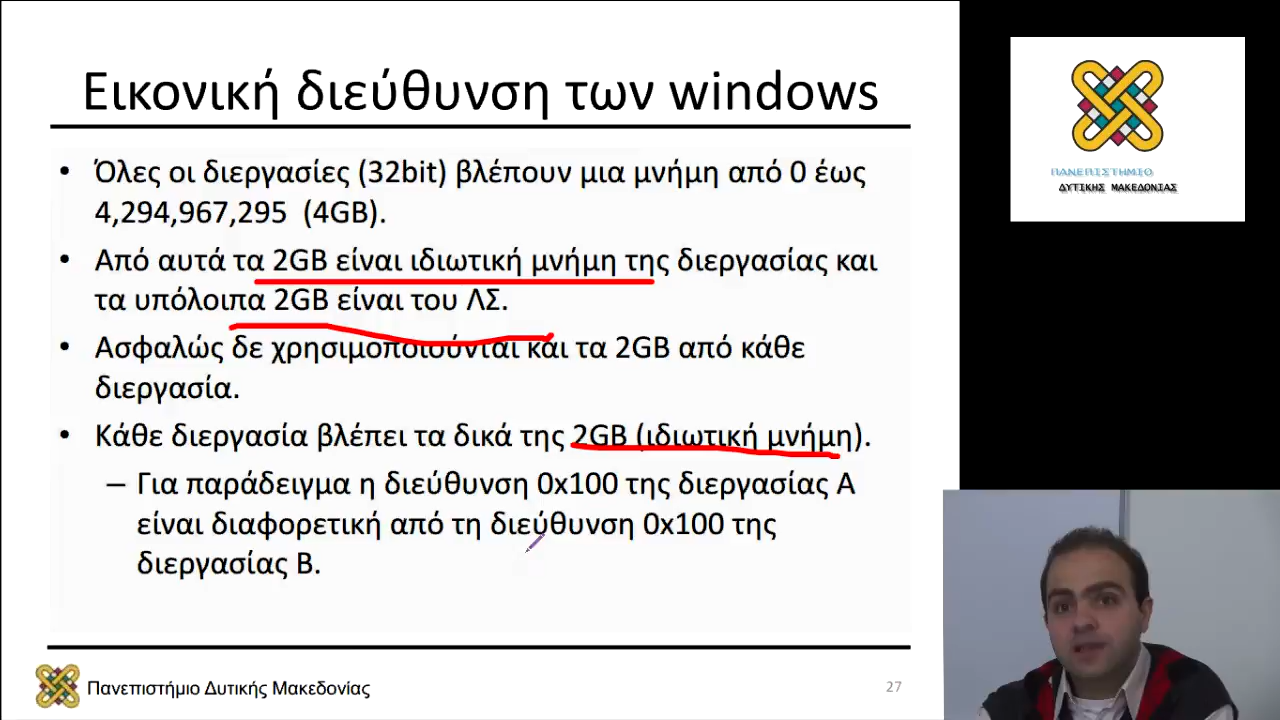 Εικονική διεύθυνση των windows
• Όλες οι διεργασίες (32bit) βλέπουν μια μνήμη από 0 έως
4,294,967,295 (4GB).
• Από αυτά τα 2GB είναι ιδιωτική μνήμη της διεργασίας και
τα υπόλοιπα 2GB είναι του ΛΣ.
• Ασφαλώς δε χρησιμοποιούνται και τα 2GB από κάθε
διεργασία.
• Κάθε διεργασία βλέπει τα δικά της 2GB (ιδιωτική μνήμη).
– Για παράδειγμα η διεύθυνση 0x100 της διεργασίας Α
είναι διαφορετική από τη διεύθυνση 0x100 της
διεργασίας Β.
Πανεπιστήμιο Δυτικής Μακεδονίας
27
ΠΑΝΕΠΙΣΤΗΜΙΟ
ΔΥΤΙΚΗΣ ΜΑΚΕΔΟΝΙΑΣ